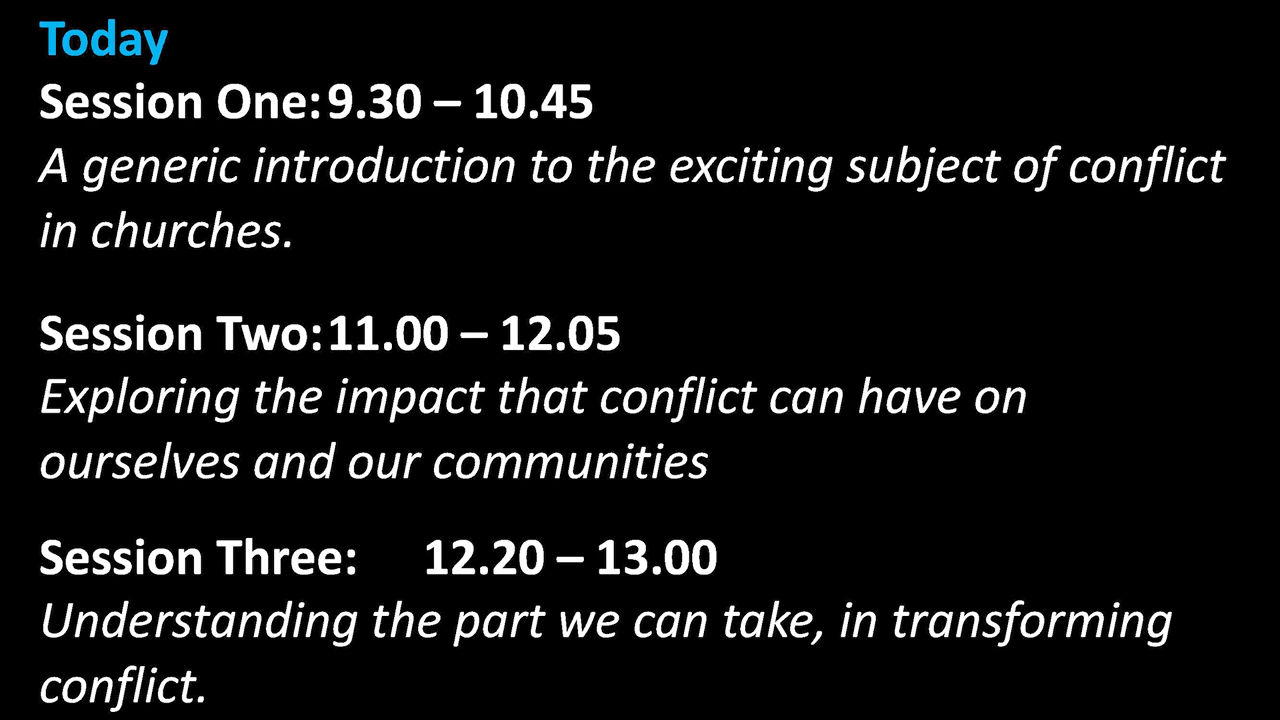 Today
Session One: 9.30 – 10.45
A generic introduction to the exciting subject of conflict
in churches.
Session Two: 11.00 – 12.05
Exploring the impact that conflict can have on
ourselves and our communities
Session Three: 12.20 – 13.00
Understanding the part we can take, in transforming
conflict.